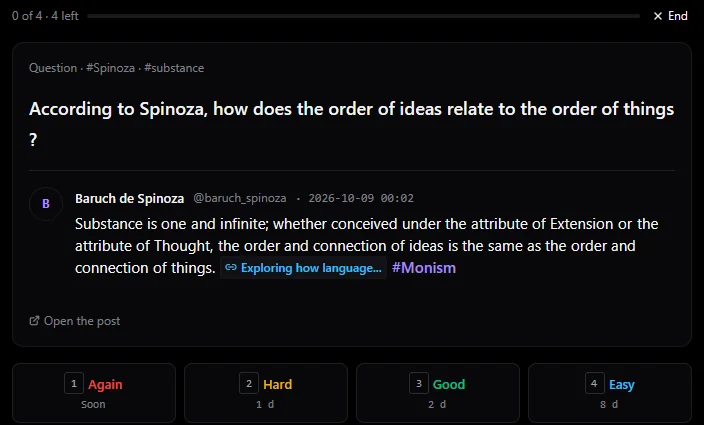 0 of 4 · 4 left
End
Question · #Spinoza · #substance
According to Spinoza, how does the order of ideas relate to the order of things
?
B
Baruch de Spinoza @baruch_spinoza · 2026-10-09 00:02
Substance is one and infinite; whether conceived under the attribute of Extension or the
attribute of Thought, the order and connection of ideas is the same as the order and
connection of things. Exploring how language... #Monism
Open the post
1 Again
Soon
2 Hard
1 d
3 Good
2 d
4 Easy
8 d